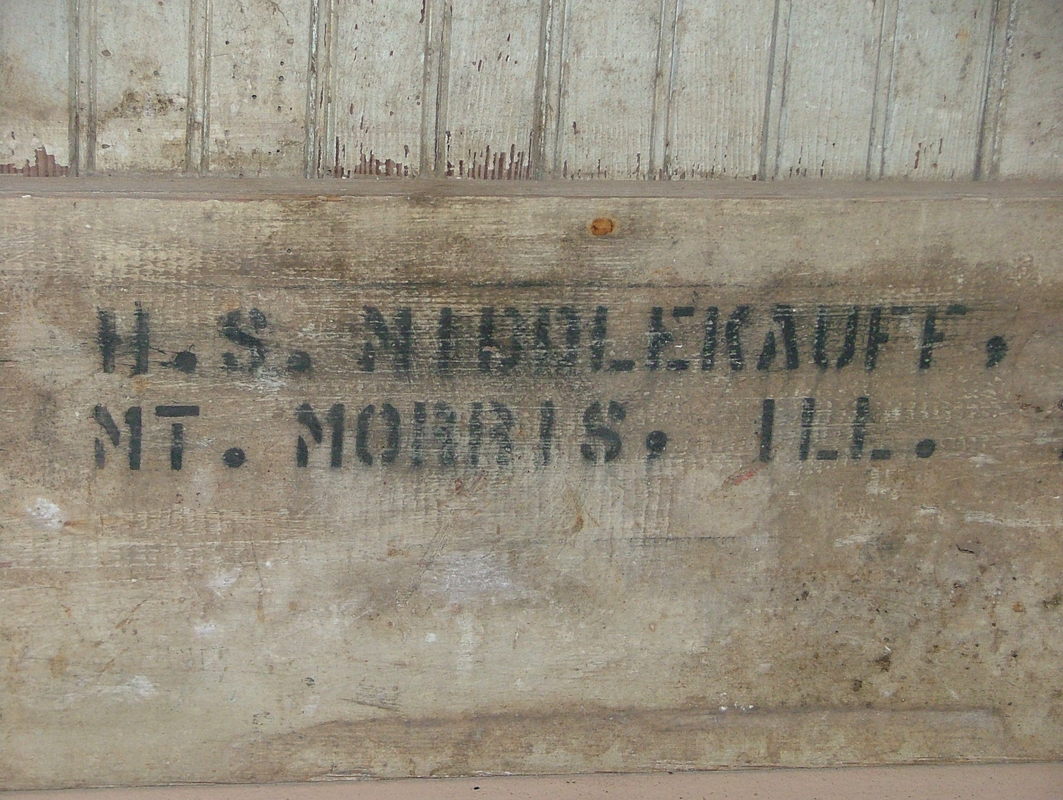 H.S. MIDDLEKAUFF,
MT. MORRIS, ILL.